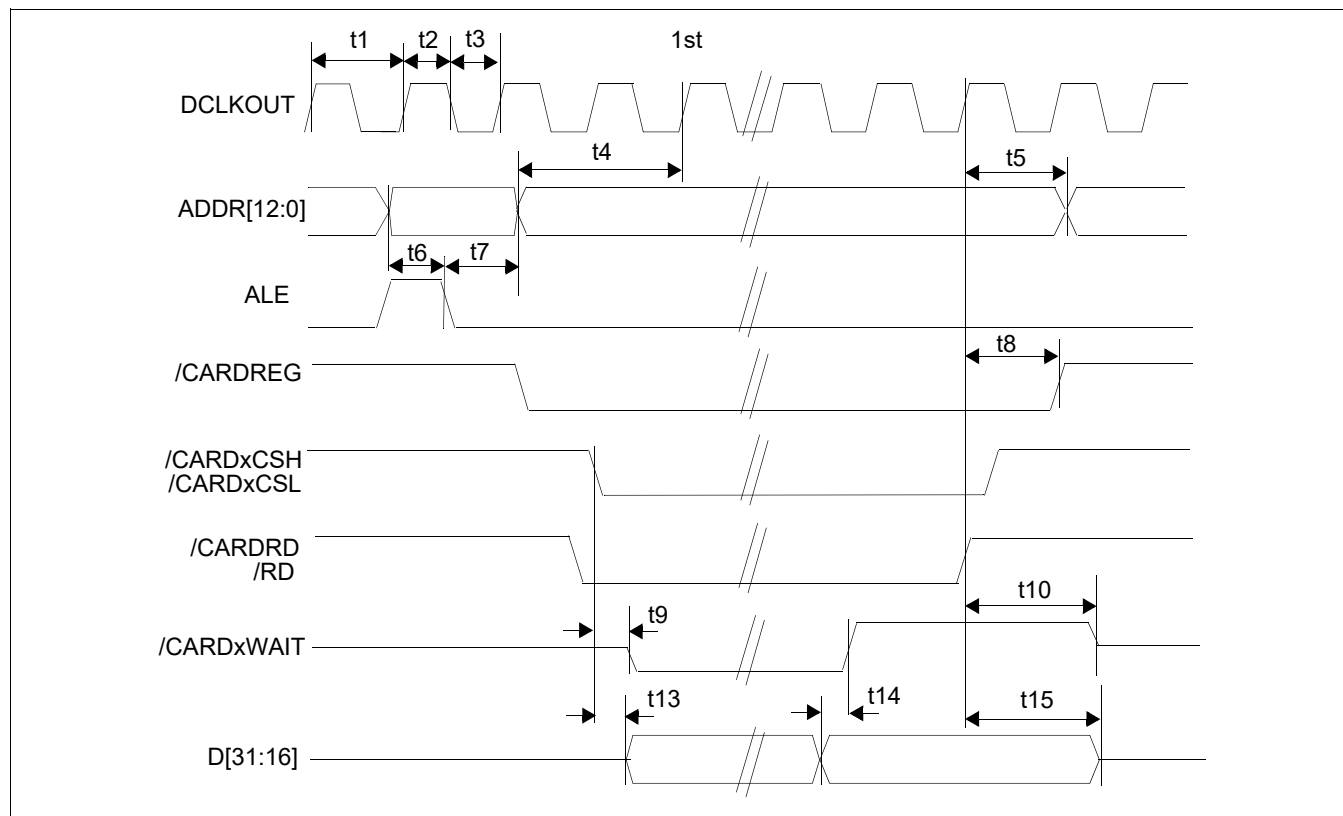 t1
t2
t3
1st
DCLKOUT
t4
t5
ADDR[12:0]
t6
t7
ALE
t8
/CARDREG
/CARDxCSH
/CARDxCSL
/CARDRD
/RD
t10
t9
/CARDxWAIT
t13
t14
t15
D[31:16]